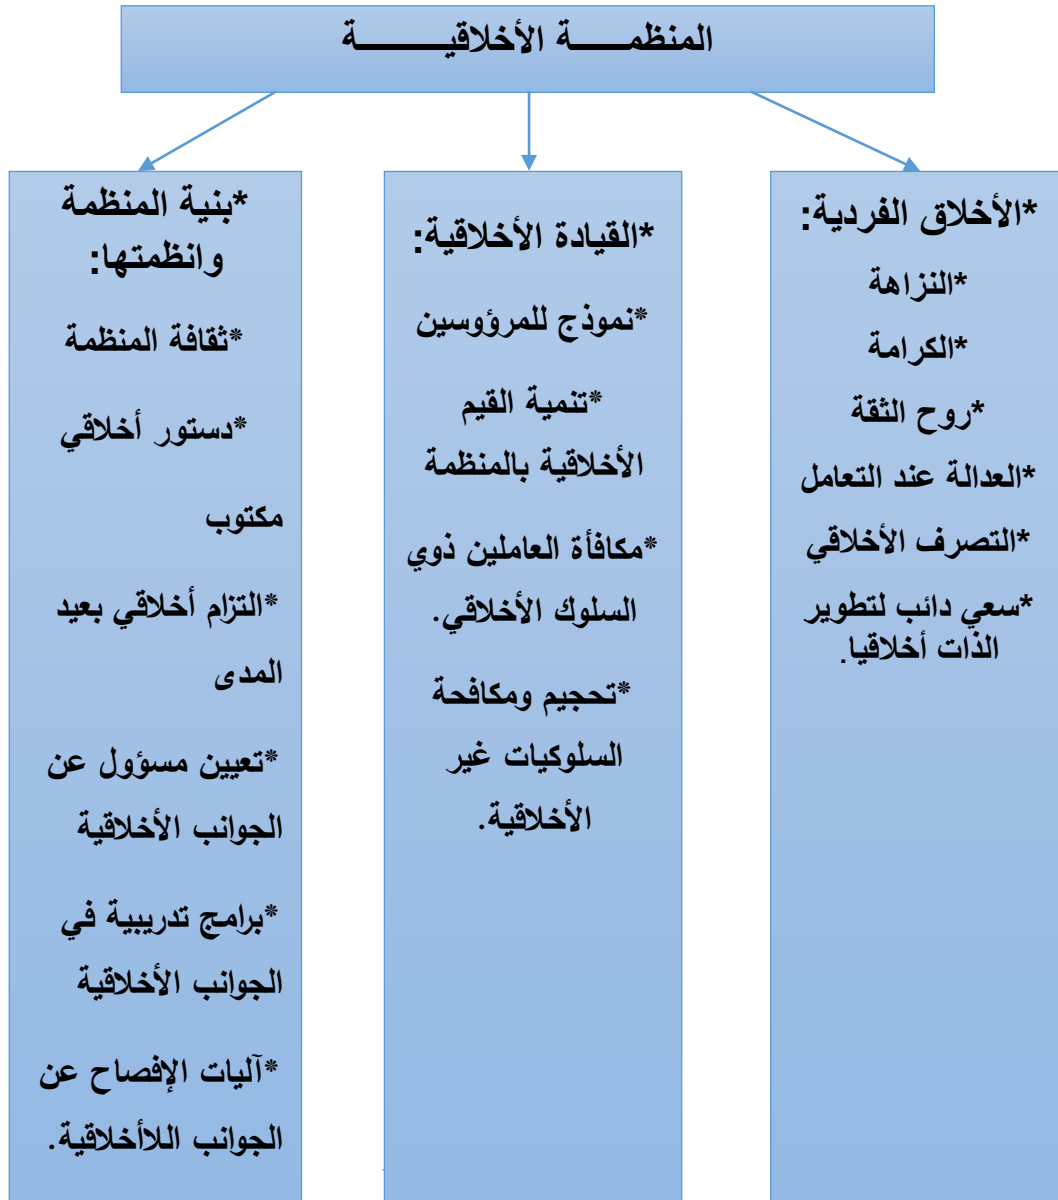 المنظمــــــة الأخلاقيــــــــــة
*الأخلاق الفردية:
*النزاهة
*الكرامة
*روح الثقة
*العدالة عند التعامل
*التصرف الأخلاقي
*سعي دائب لتطوير
الذات أخلاقيا.
*القيادة الأخلاقية:
*نموذج للمرؤوسين
*تنمية القيم
الأخلاقية بالمنظمة
*مكافأة العاملين ذوي
السلوك الأخلاقي.
*تحجيم ومكافحة
السلوكيات غير
الأخلاقية.
*بنية المنظمة
وانظمتها:
*ثقافة المنظمة
*دستور أخلاقي
مكتوب
*التزام أخلاقي بعيد
المدى
*تعيين مسؤول عن
الجوانب الأخلاقية
*برامج تدريبية في
الجوانب الأخلاقية
*آليات الإفصاح عن
الجوانب اللاأخلاقية.